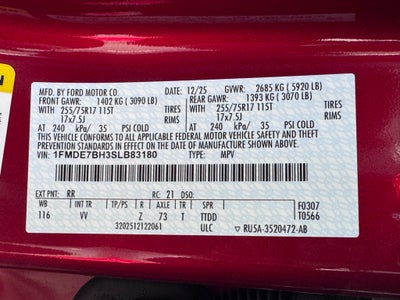 MFD. BY FORD MOTOR CO. 12/25 GVWR: 2685 KG ( 5920 LB)
FRONT GAWR: 1402 KG ( 3090 LB) REAR GAWR: 1393 KG ( 3070 LB)
WITH WITH
255/75R17 115T TIRES 255/75R17 115T TIRES
17x7.5J RIMS 17x7.5J RIMS
AT 240 kPa/ 35 PSI COLD AT 240 kPa/ 35 PSI COLD
THIS VEHICLE CONFORMS TO ALL APPLICABLE FEDERAL MOTOR VEHICLE SAFETY, BUMPER, AND THEFT
PREVENTION STANDARDS IN EFFECT ON THE DATE OF MANUFACTURE SHOWN ABOVE.
VIN: 1FMDE7BH3SLB83180
TYPE: MPV
EXT PNT: RR RC: 21 DSO: F0307
WB INT TR TP/PS R AXLE TR SPR T0566
116 VV Z 73 T TTDD
3202512122061 ULC RU5A-3520472-AB